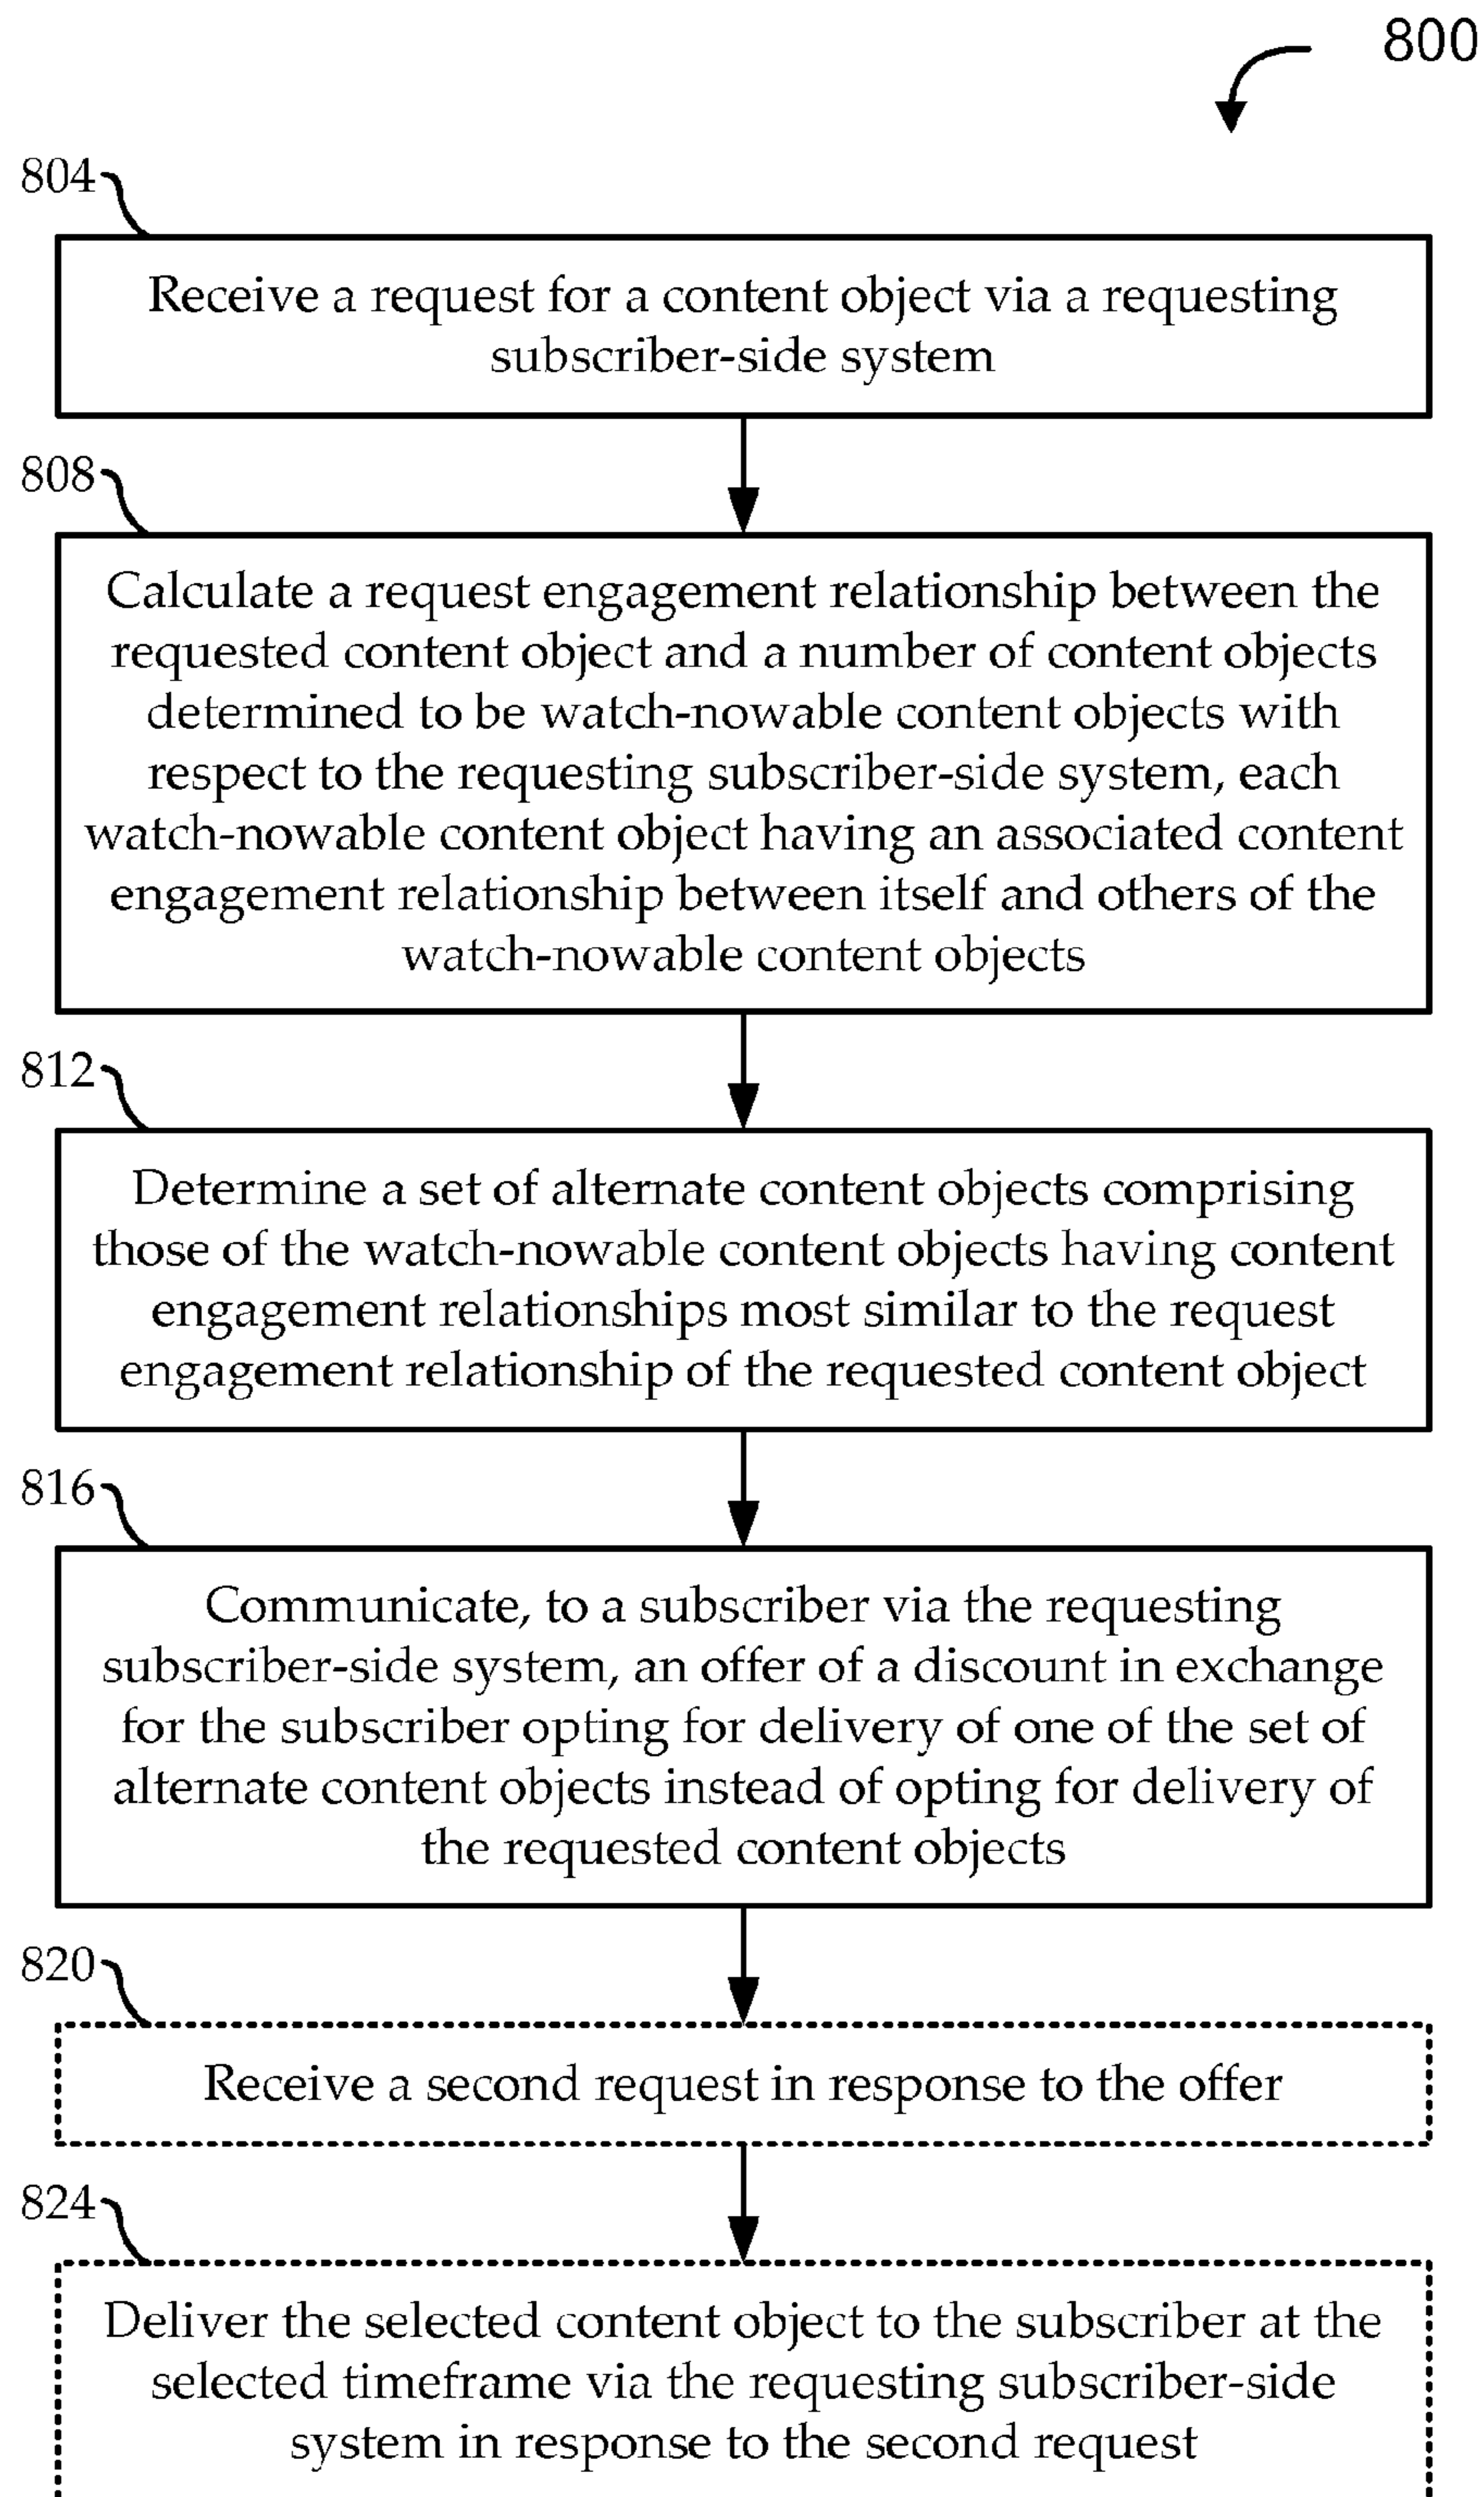 800
804
Receive a request for a content object via a requesting
subscriber-side system
808
Calculate a request engagement relationship between the
requested content object and a number of content objects
determined to be watch-nowable content objects with
respect to the requesting subscriber-side system, each
watch-nowable content object having an associated content
engagement relationship between itself and others of the
watch-nowable content objects
812
Determine a set of alternate content objects comprising
those of the watch-nowable content objects having content
engagement relationships most similar to the request
engagement relationship of the requested content object
816
Communicate, to a subscriber via the requesting
subscriber-side system, an offer of a discount in exchange
for the subscriber opting for delivery of one of the set of
alternate content objects instead of opting for delivery of
the requested content objects
820
Receive a second request in response to the offer
824
Deliver the selected content object to the subscriber at the
selected timeframe via the requesting subscriber-side
system in response to the second request